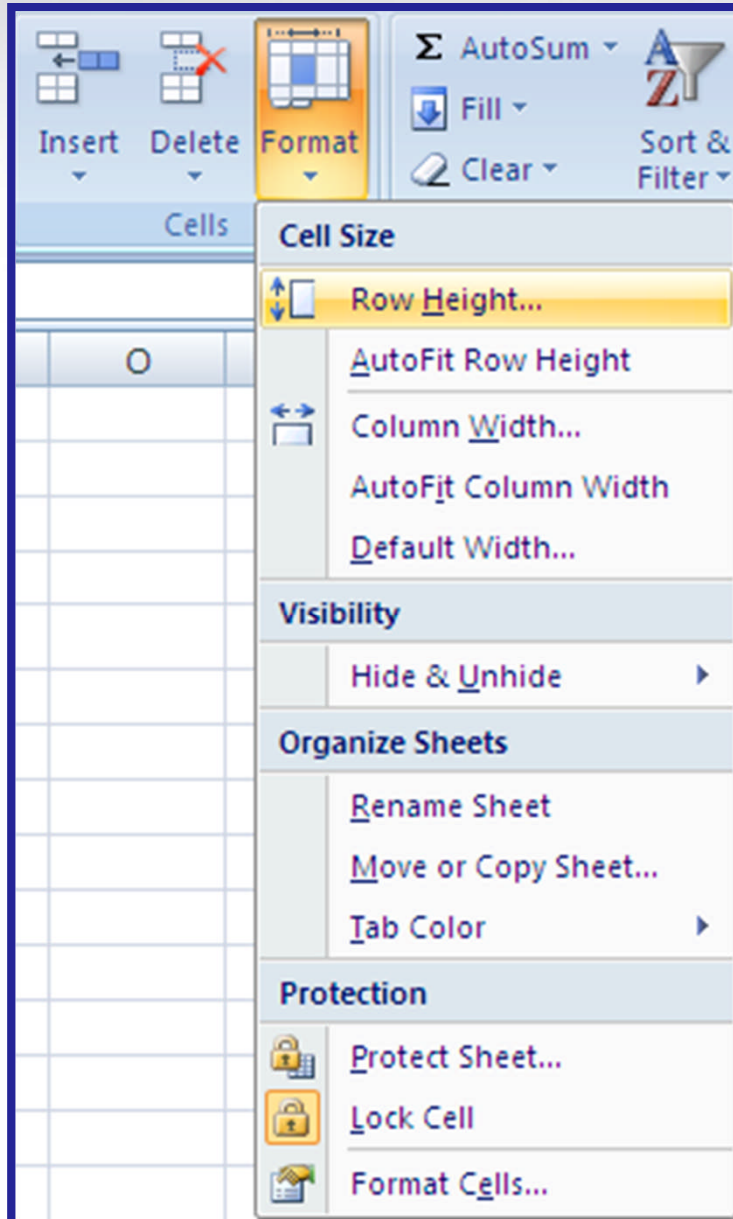 Insert Delete Format
Σ AutoSum
Fill
Clear
Sort &
Filter
Cells
O
Cell Size
Row Height...
AutoFit Row Height
Column Width...
AutoFit Column Width
Default Width...
Visibility
Hide & Unhide
Organize Sheets
Rename Sheet
Move or Copy Sheet...
Tab Color
Protection
Protect Sheet...
Lock Cell
Format Cells...